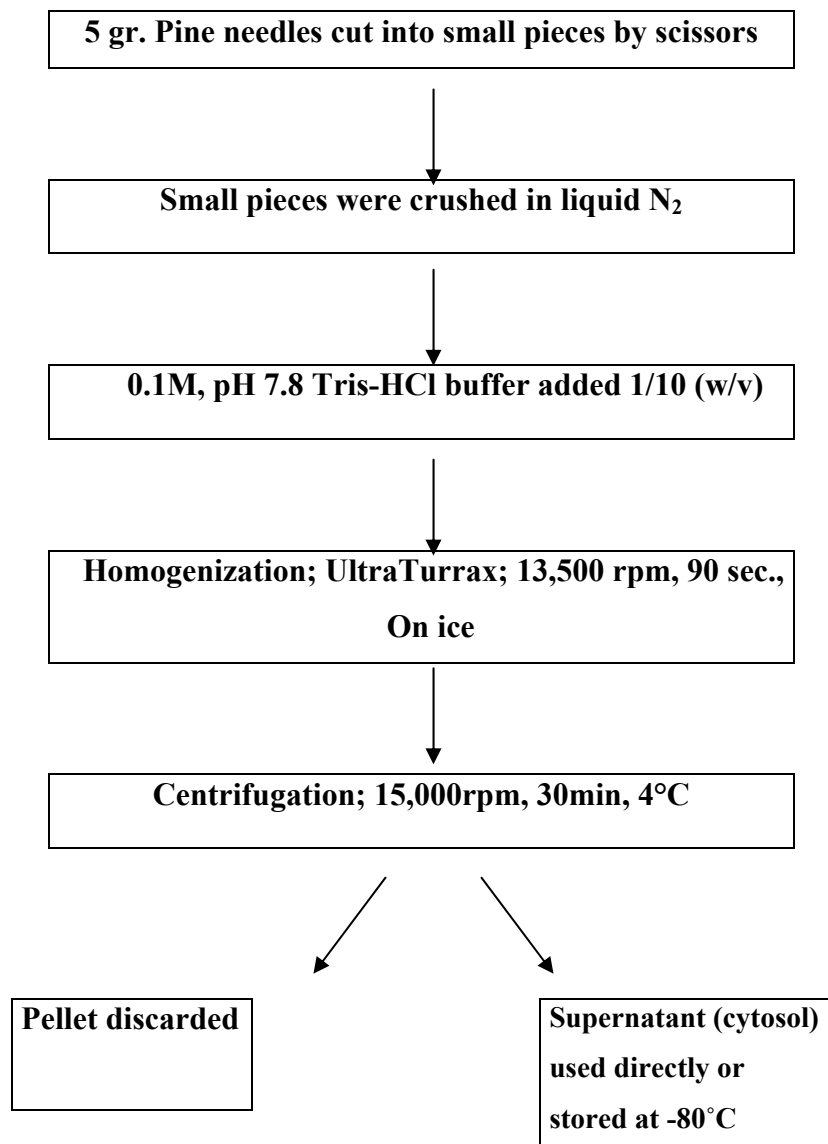 5 gr. Pine needles cut into small pieces by scissors
Small pieces were crushed in liquid N₂
0.1M, pH 7.8 Tris-HCl buffer added 1/10 (w/v)
Homogenization; UltraTurrax; 13,500 rpm, 90 sec.,
On ice
Centrifugation; 15,000rpm, 30min, 4°C
Pellet discarded
Supernatant (cytosol)
used directly or
stored at -80˚C